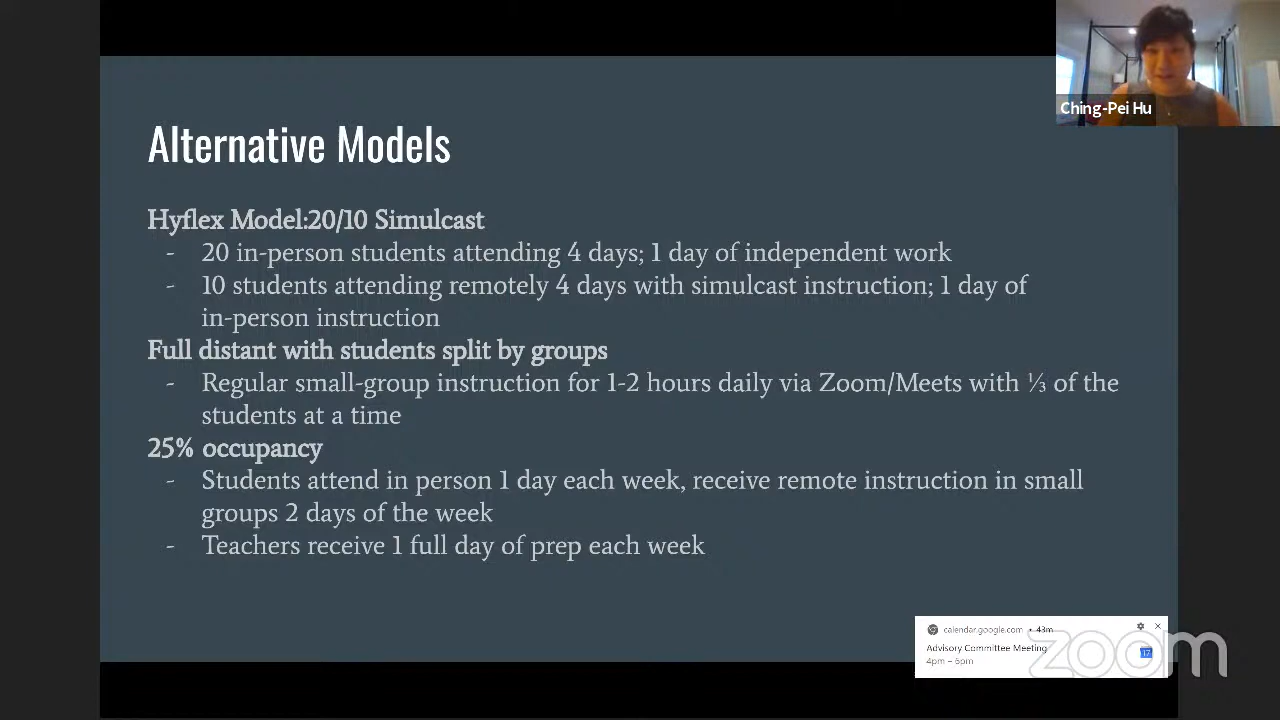 Ching-Pei Hu
Alternative Models
Hyflex Model:20/10 Simulcast
- 20 in-person students attending 4 days; 1 day of independent work
- 10 students attending remotely 4 days with simulcast instruction; 1 day of
in-person instruction
Full distant with students split by groups
- Regular small-group instruction for 1-2 hours daily via Zoom/Meets with ⅓ of the
students at a time
25% occupancy
- Students attend in person 1 day each week, receive remote instruction in small
groups 2 days of the week
- Teachers receive 1 full day of prep each week
calendar.google.com • 43m
Advisory Committee Meeting
4pm – 6pm
17
zoom